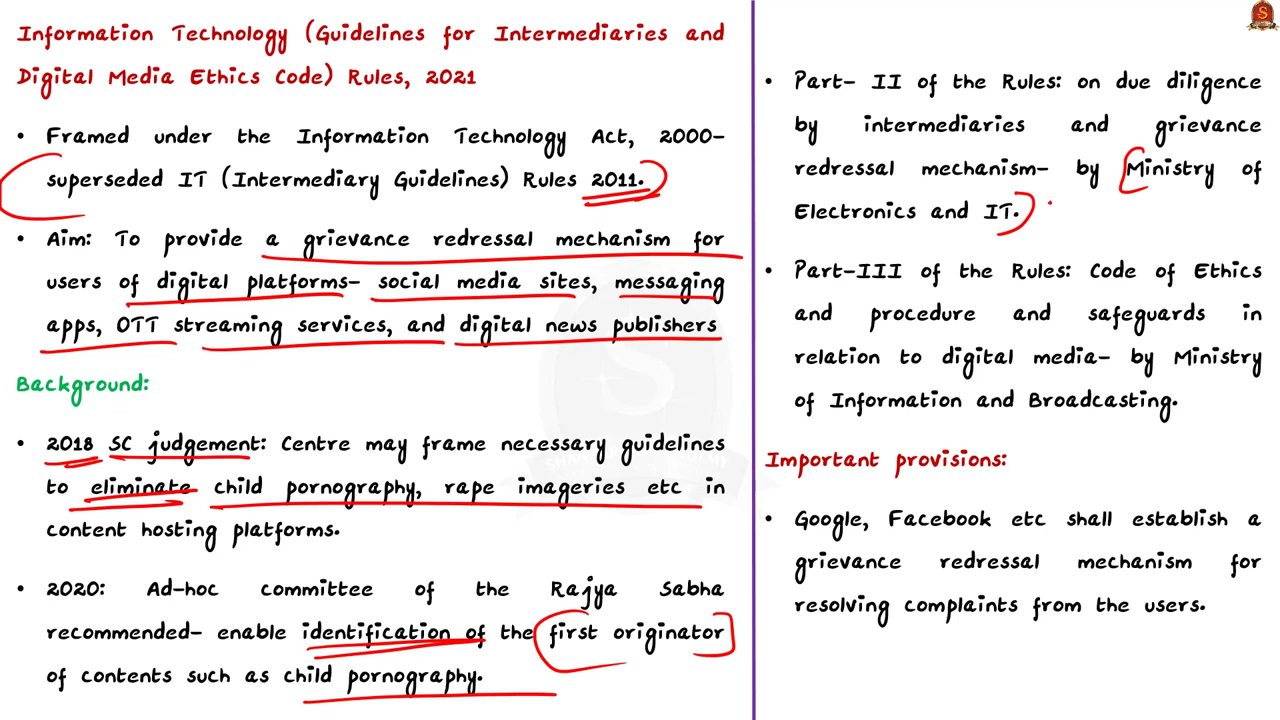 Information Technology (Guidelines for Intermediaries and
Digital Media Ethics Code) Rules, 2021
• Framed under the Information Technology Act, 2000-
superseded IT (Intermediary Guidelines) Rules 2011.
• Aim: To provide a grievance redressal mechanism for
users of digital platforms- social media sites, messaging
apps, OTT streaming services, and digital news publishers
Background:
• 2018 SC judgement: Centre may frame necessary guidelines
to eliminate child pornography, rape imageries etc in
content hosting platforms.
• 2020: Ad-hoc committee of the Rajya Sabha
recommended- enable identification of the first originator
of contents such as child pornography.
• Part- II of the Rules: on due diligence
by intermediaries and grievance
redressal mechanism- by Ministry of
Electronics and IT.
• Part-III of the Rules: Code of Ethics
and procedure and safeguards in
relation to digital media- by Ministry
of Information and Broadcasting.
Important provisions:
• Google, Facebook etc shall establish a
grievance redressal mechanism for
resolving complaints from the users.